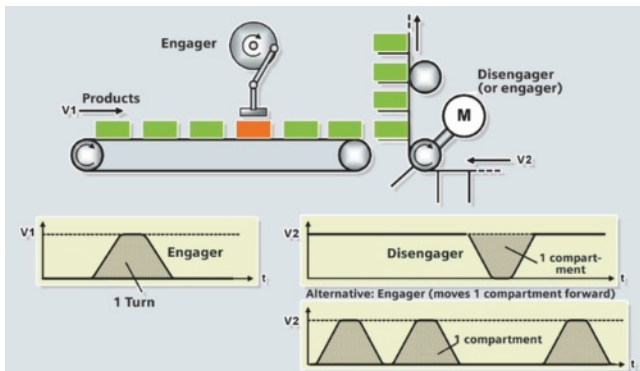 Engager
Disengager
(or engager)
M
Products
V1
V2
V1
Engager
t
1 Turn
V2
Disengager
1 compart-
ment
t
Alternative: Engager (moves 1 compartment forward)
V2
1 compartment
t